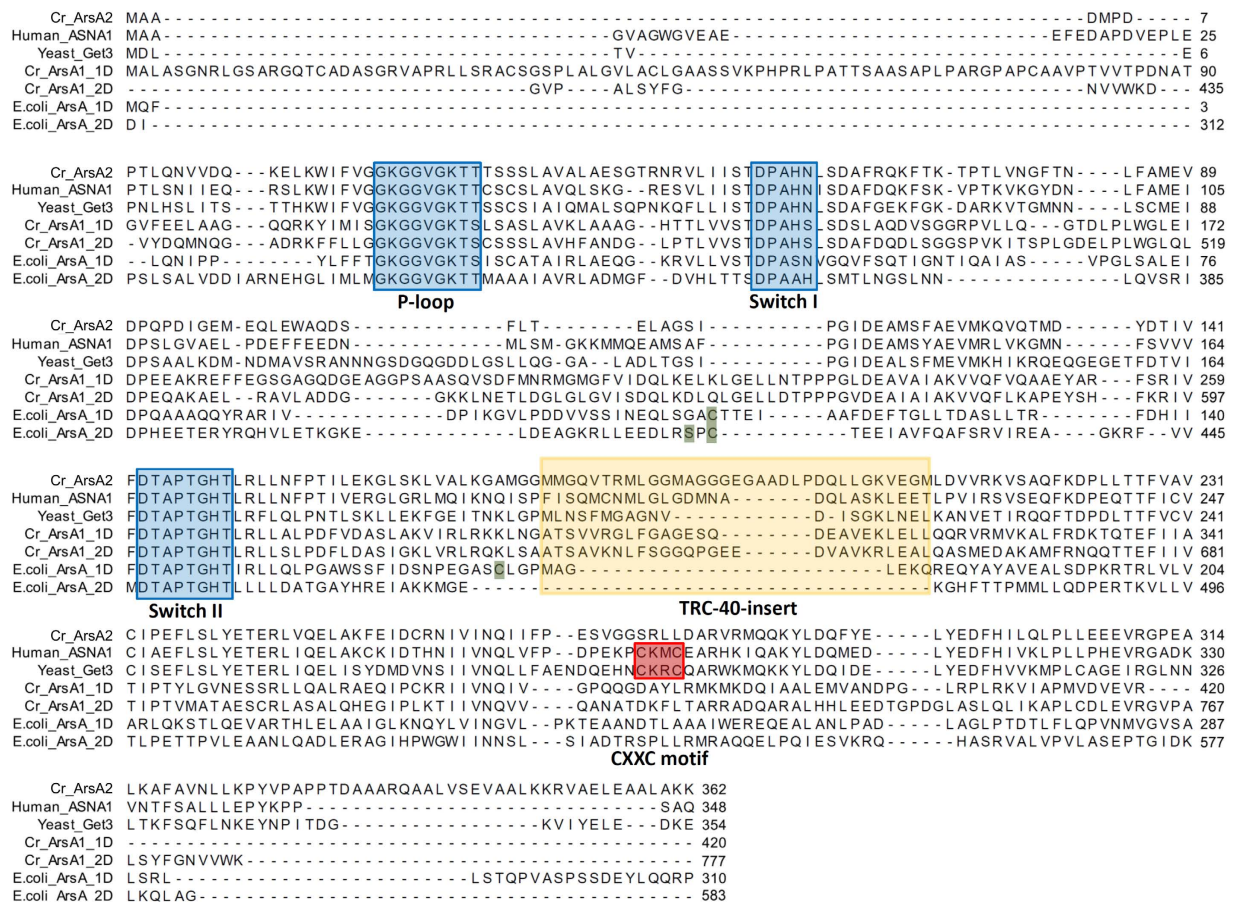 Cr_ArsA2 MAA------------------------------------------------------------------------------------DMPD--- 7
Human_ASNA1 MAA------------------------------------GVAGWGVEAE-------------------------EFEDAPDVEPLE 25
Yeast_Get3 MDL------------------------------------TV------------------------------------------E 6
Cr_ArsA1_1D MALASGNRLGSARGQTCADASGRVAPRLLSRACSGSPLALGVLACLGAASSVKPHPRLPATTSAASAPLPARGPAPCAAVPTVVTPDNAT 90
Cr_ArsA1_2D ------------------------------GVP---ALSYFG------------------------------NVVWKD--- 435
E.coli_ArsA_1D MQF--------------------------------------------------------------------------------------- 3
E.coli_ArsA_2D DI---------------------------------------------------------------------------------------- 312
Cr_ArsA2 PTLQNVVDQ---KELKWIFVGGKGGVGKTTTSSSLAVALAESGTRNRVLIISTDPAHNLSDAFRQKFTK-TPTLVNGFTN---LFAMEV 89
Human_ASNA1 PTLSNIIEQ---RSLKWIFVGGKGGVGKTTCSCSLAVQLSKG--RESVLIISTDPAHNISDAFDQKFSK-VPTKVKGYDN---LFAMEI 105
Yeast_Get3 PNLHSLITS---TTHKWIFVGGKGGVGKTTSSCSIAIQMALSQPNKQFLLISTDPAHNLSDAFGEKFGK-DARKVTGMNN---LSCMEI 88
Cr_ArsA1_1D GVFEELAAG---QQRKYIMISGKGGVGKTSLSASLAVKLAAAG-HTTLVVSTDPAHSLSDSLAQDVSGGRPVLLQ---GTDLPLWGLEI 172
Cr_ArsA1_2D -VYDQMNQG---ADRKFFLLGGKGGVGKTSCSSSLAVHFANDG--LPTLVVSTDPAHSLSDAFDQDLSGGSPVKITSPLGDELPLWGLQL 519
E.coli_ArsA_1D --LQNIPP-----YLFFTGKGGVGKTSISCATAIRLAEQG--KRVLLVSTDPASNVGQVFSQTIGNTIQAIAS----VPGLSALEI 76
E.coli_ArsA_2D PSLSALVDDIARNEHGLIMLMGKGGVGKTTMAAAIAVRLADMGF--DVHLTTSDPAAHLSMTLNGSLNN-------LQVSRI 385
P-loop
Switch I
Cr_ArsA2 DPQPDIGEM-EQLEWAQDS-------------FLT------ELAGSI---------PGIDEAMSFAEVMKQVQTMD-----YDTIV 141
Human_ASNA1 DPSLGVAELPDEFFEEDN-------------MLSM-GKKMMQEAMSAF---------PGIDEAMSYAEVMRLVKGMN-----FSVVV 164
Yeast_Get3 DPSAALKDMNDMAVSRANNNGSDGQGDDLGSLLQG-GA--LADLTGSI---------PGIDEALSFMEVMKHIKRQEQGEGETFDTVI 164
Cr_ArsA1_1D DPEEAKREFFEGSGAGQDGEAGGPSAASQVSDFMNRMGMGFVIDQLKELKLGELLNTPPPGLDEAVAIAKVVQFVQAAEYAR---FSRIV 259
Cr_ArsA1_2D DPEQAKAEL--RAVLADDG------GKKLNETLDGLGLGVISDQLKDLQLGELLDTPPPGVDEAIAIAKVVQFLKAPEYSH---FKRIV 597
E.coli_ArsA_1D DPQAAAQQYRARIV-------------DPIKGVLPDDVVSSINEQLSGACTTEI-----AAFDEFTGLLTDASLLTR-----FDHII 140
E.coli_ArsA_2D DPHEETERYRQHVLETKGKE-------LDEAGKRLLEEDLRSPC---------TEEIAVFQAFSRVIREA----GKRF--VV 445
Cr_ArsA2 FDTAPTGHTLRLLNFPTILEKGLSKLVALKGAMGGMMGQVTRMLGGMAGGGEGAADLPDQLLGKVEGMLDVVRKVSAQFKDPLLTTFVAV 231
Human_ASNA1 FDTAPTGHTLRLLNFPTIVERGLGRLMQIKNQISPFISQMCNMLGLGDMNA-------DQLASKLEETLPVIRSVSEQFKDPEQTTFICV 247
Yeast_Get3 FDTAPTGHTLRFLQLPNTLSKLLEKFGEITNKLGPMLNSFMGAGNV------------D-ISGKLNELKANVETIRQQFTDPDLTTFVCV 241
Cr_ArsA1_1D FDTAPTGHTLRLLALPDFVDASLAKVIRLRKKLNGATSVVRGLFGAGESQ--------DEAVEKLELLQQRVRMVKALFRDKTQTEFIIA 341
Cr_ArsA1_2D FDTAPTGHTLRLLSLPDFLDASIGKLVRLRQKLSAATSAVKNLFSGGQPGEE------DVAVKRLEALQASMEDAKAMFRNQQTTEFIIV 681
E.coli_ArsA_1D FDTAPTGHTIRLLQLPGAWSSFIDSNPEGASCLGPMAG-----------------------LEKQREQYAYAVEALSDPKRTRLVLV 204
E.coli_ArsA_2D MDTAPTGHTLLLLDATGAYHREIAKKMGE------------------------------KGHFTTPMMLLQDPERTKVLLV 496
Switch II
TRC-40-insert
Cr_ArsA2 CIPEFLSLYETERLVQELAKFEIDCRNIVINQIIFP--ESVGGSRLLDARVRMQQKYLDQFYE-----LYEDFHILQLPLLEEEVRGPEA 314
Human_ASNA1 CIAEFLSLYETERLIQELAKCKIDTHNIIVNQLVFP--DPEKPCKMCEARHKIQAKYLDQMED-----LYEDFHIVKLPLLPHEVRGADK 330
Yeast_Get3 CISEFLSLYETERLIQELISYDMDVNSIIVNQLLFAENDQEHNCKRCQARWKMQKKYLDQIDE-----LYEDFHVVKMPLCAGEIRGLNN 326
Cr_ArsA1_1D TIPTYLGVNESSRLLQALRAEQIPCKRIIVNQIV---GPQQGDAYLRMKMKDQIAALEMVANDPG---LRPLRKVIAPMVDVEVR---- 420
Cr_ArsA1_2D TIPTVMATAESCRLASALQHEGIPLKTIIVNQVV---QANATDKFLTARRADQARALHHLEEDTGPDGLASLQLIKAPLCDLEVRGVPA 767
E.coli_ArsA_1D ARLQKSTLQEVARTHLELAAIGLKNQYLVINGVL--PKTEAANDTLAAAIWEREQEALANLPAD-----LAGLPTDTLFLQPVNMVGVSA 287
E.coli_ArsA_2D TLPETTPVLEAANLQADLERAGIHPWGWIINNSL---SIADTRSPLLRMRAQQELPQIESVKRQ------HASRVALVPVLASEPTGIDK 577
CXXC motif
Cr_ArsA2 LKAFAVNLLKPYVPAPPTDAAARQAALVSEVAALKKRVAELEAALAKK 362
Human_ASNA1 VNTFSALLLEPYKPP------------------------------SAQ 348
Yeast_Get3 LTKFSQFLNKEYNPITDG----------------KVIYELE---DKE 354
Cr_ArsA1_1D ------------------------------------------------ 420
Cr_ArsA1_2D LSYFGNVVWK-------------------------------------- 777
E.coli_ArsA_1D LSRL-----------------------LSTQPVASPSSDEYLQQRP 310
E.coli_ArsA_2D LKQLAG------------------------------------------ 583